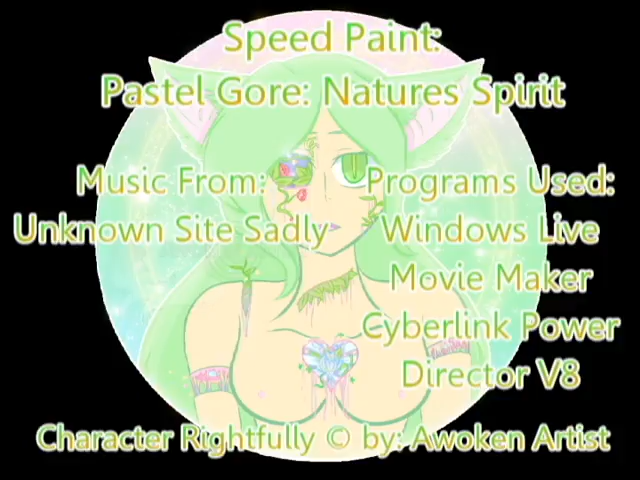 Speed Paint:
Pastel Gore: Natures Spirit
Music From:
Unknown Site Sadly
Programs Used:
Windows Live
Movie Maker
Cyberlink Power
Director V8
Character Rightfully © by: Awoken Artist